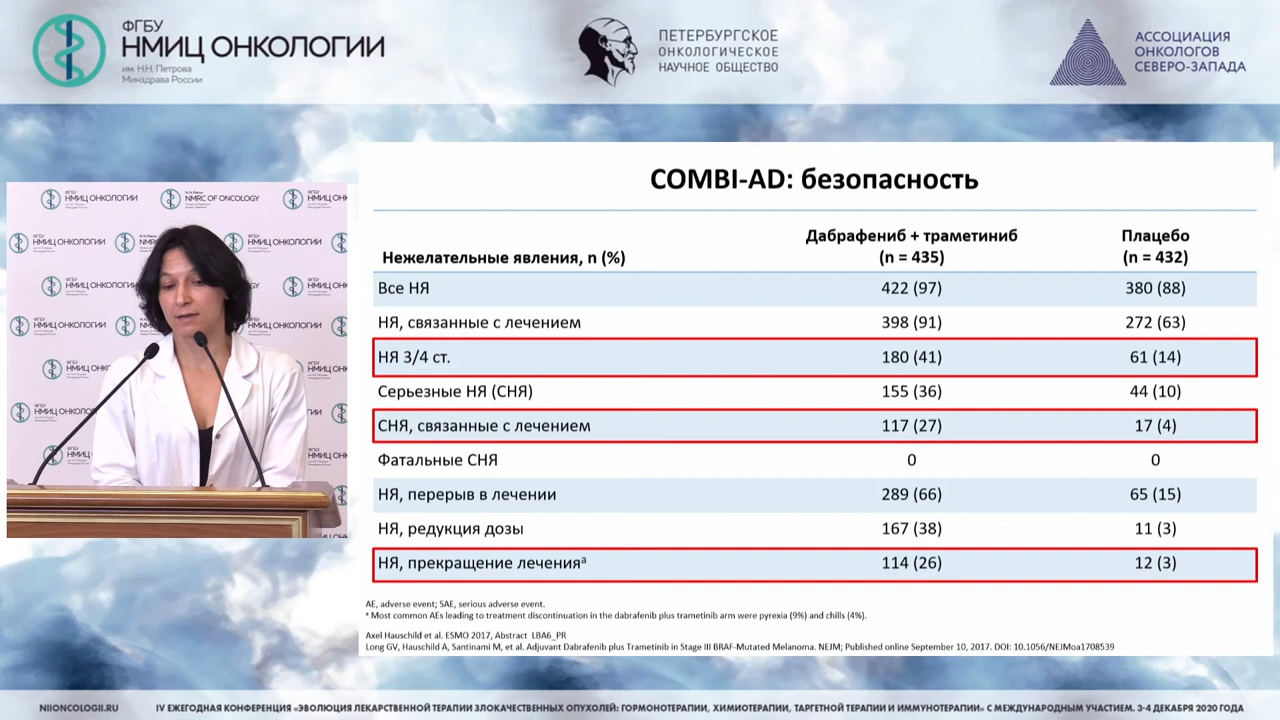 ФГБУ
НМИЦ ОНКОЛОГИИ
им. Н.Н. Петрова
Минздрава России
ПЕТЕРБУРГСКОЕ
ОНКОЛОГИЧЕСКОЕ
НАУЧНОЕ ОБЩЕСТВО
АССОЦИАЦИЯ
ОНКОЛОГОВ
СЕВЕРО-ЗАПАДА
НМИЦ ОНКОЛОГИИ
NMRC OF ONCOLOGY
НМИЦ ОНКОЛОГИИ
COMBI-AD: безопасность
Нежелательные явления, n (%)
Дабрафениб + траметиниб
(n = 435)
Плацебо
(n = 432)
Все НЯ 422 (97) 380 (88)
НЯ, связанные с лечением 398 (91) 272 (63)
НЯ 3/4 ст. 180 (41) 61 (14)
Серьезные НЯ (СНЯ) 155 (36) 44 (10)
СНЯ, связанные с лечением 117 (27) 17 (4)
Фатальные СНЯ 0 0
НЯ, перерыв в лечении 289 (66) 65 (15)
НЯ, редукция дозы 167 (38) 11 (3)
НЯ, прекращение леченияᵃ 114 (26) 12 (3)
AE, adverse event; SAE, serious adverse event.
ᵃ Most common AEs leading to treatment discontinuation in the dabrafenib plus trametinib arm were pyrexia (9%) and chills (4%).
Axel Hauschild et al. ESMO 2017, Abstract LBA6_PR
Long GV, Hauschild A, Santinami M, et al. Adjuvant Dabrafenib plus Trametinib in Stage III BRAF-Mutated Melanoma. NEJM; Published online September 10, 2017. DOI: 10.1056/NEJMoa1708539
NIIONCOLOGII.RU
IV ЕЖЕГОДНАЯ КОНФЕРЕНЦИЯ «ЭВОЛЮЦИЯ ЛЕКАРСТВЕННОЙ ТЕРАПИИ ЗЛОКАЧЕСТВЕННЫХ ОПУХОЛЕЙ: ГОРМОНОТЕРАПИИ, ХИМИОТЕРАПИИ, ТАРГЕТНОЙ ТЕРАПИИ И ИММУНОТЕРАПИИ» С МЕЖДУНАРОДНЫМ УЧАСТИЕМ. 3-4 ДЕКАБРЯ 2020 ГОДА